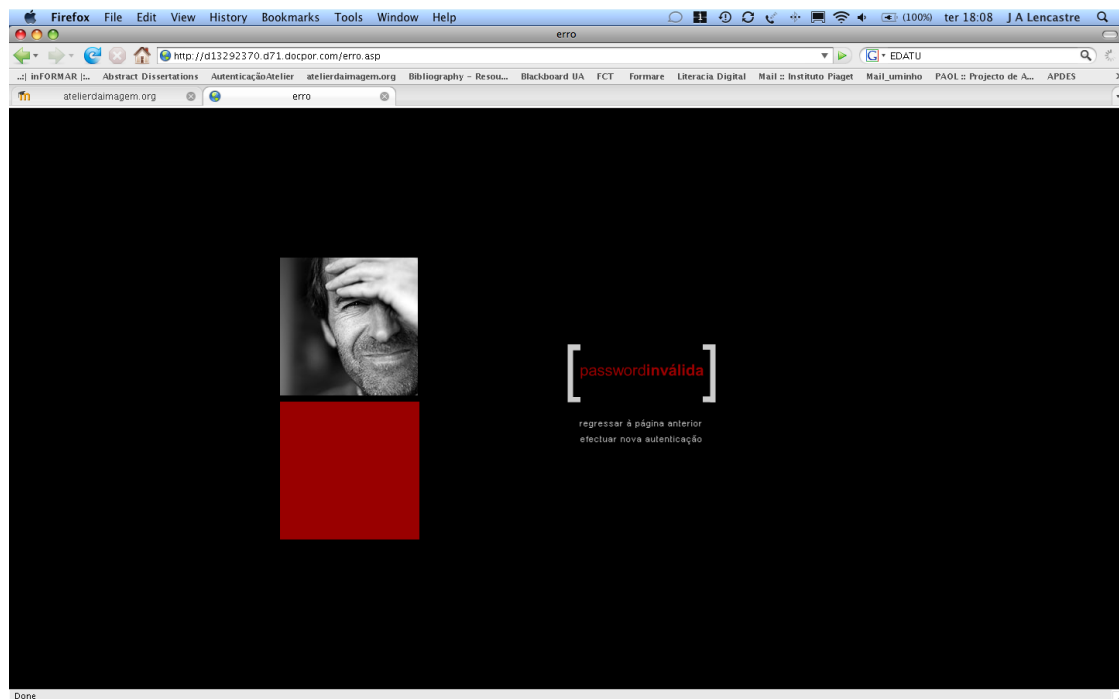 Firefox File Edit View History Bookmarks Tools Window Help (100%) ter 18:08 J A Lencastre
erro
http://d13292370.d71.docpor.com/erro.asp EDATU
..:| inFORMAR |:.. Abstract Dissertations AutenticaçãoAtelier atelierdaimagem.org Bibliography – Resou... Blackboard UA FCT Formare Literacia Digital Mail :: Instituto Piaget Mail_uminho PAOL :: Projecto de A... APDES
atelierdaimagem.org erro
[passwordinválida]
regressar à página anterior
efectuar nova autenticação
Done